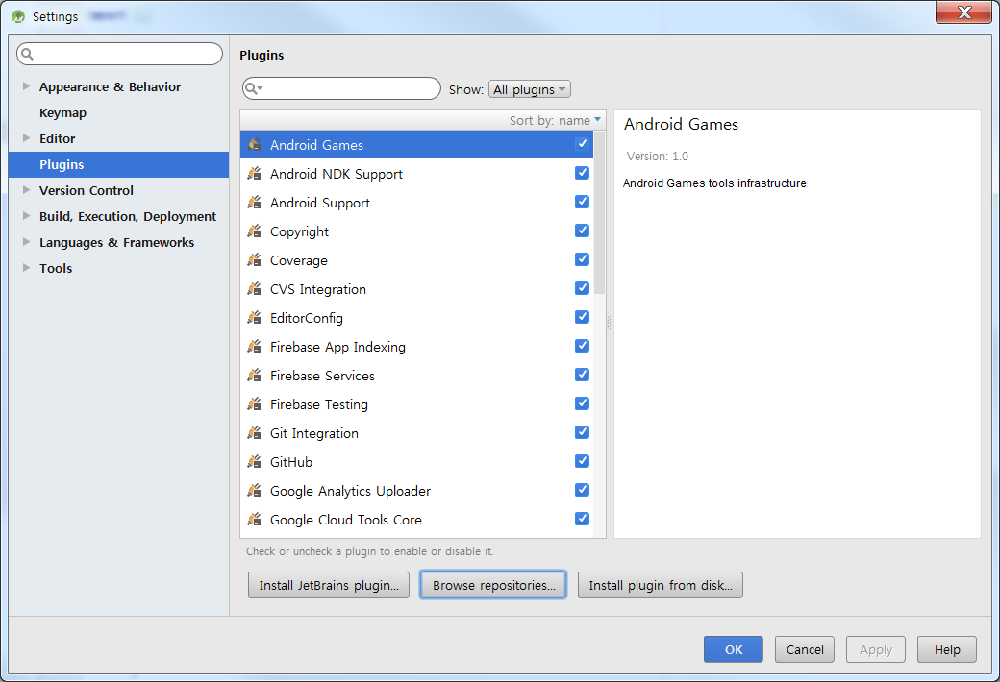 Settings
Appearance & Behavior
Keymap
Editor
Plugins
Version Control
Build, Execution, Deployment
Languages & Frameworks
Tools
Plugins
Show: All plugins
Sort by: name
Android Games
Android NDK Support
Android Support
Copyright
Coverage
CVS Integration
EditorConfig
Firebase App Indexing
Firebase Services
Firebase Testing
Git Integration
GitHub
Google Analytics Uploader
Google Cloud Tools Core
Android Games
Version: 1.0
Android Games tools infrastructure
Check or uncheck a plugin to enable or disable it.
Install JetBrains plugin... Browse repositories... Install plugin from disk...
OK Cancel Apply Help